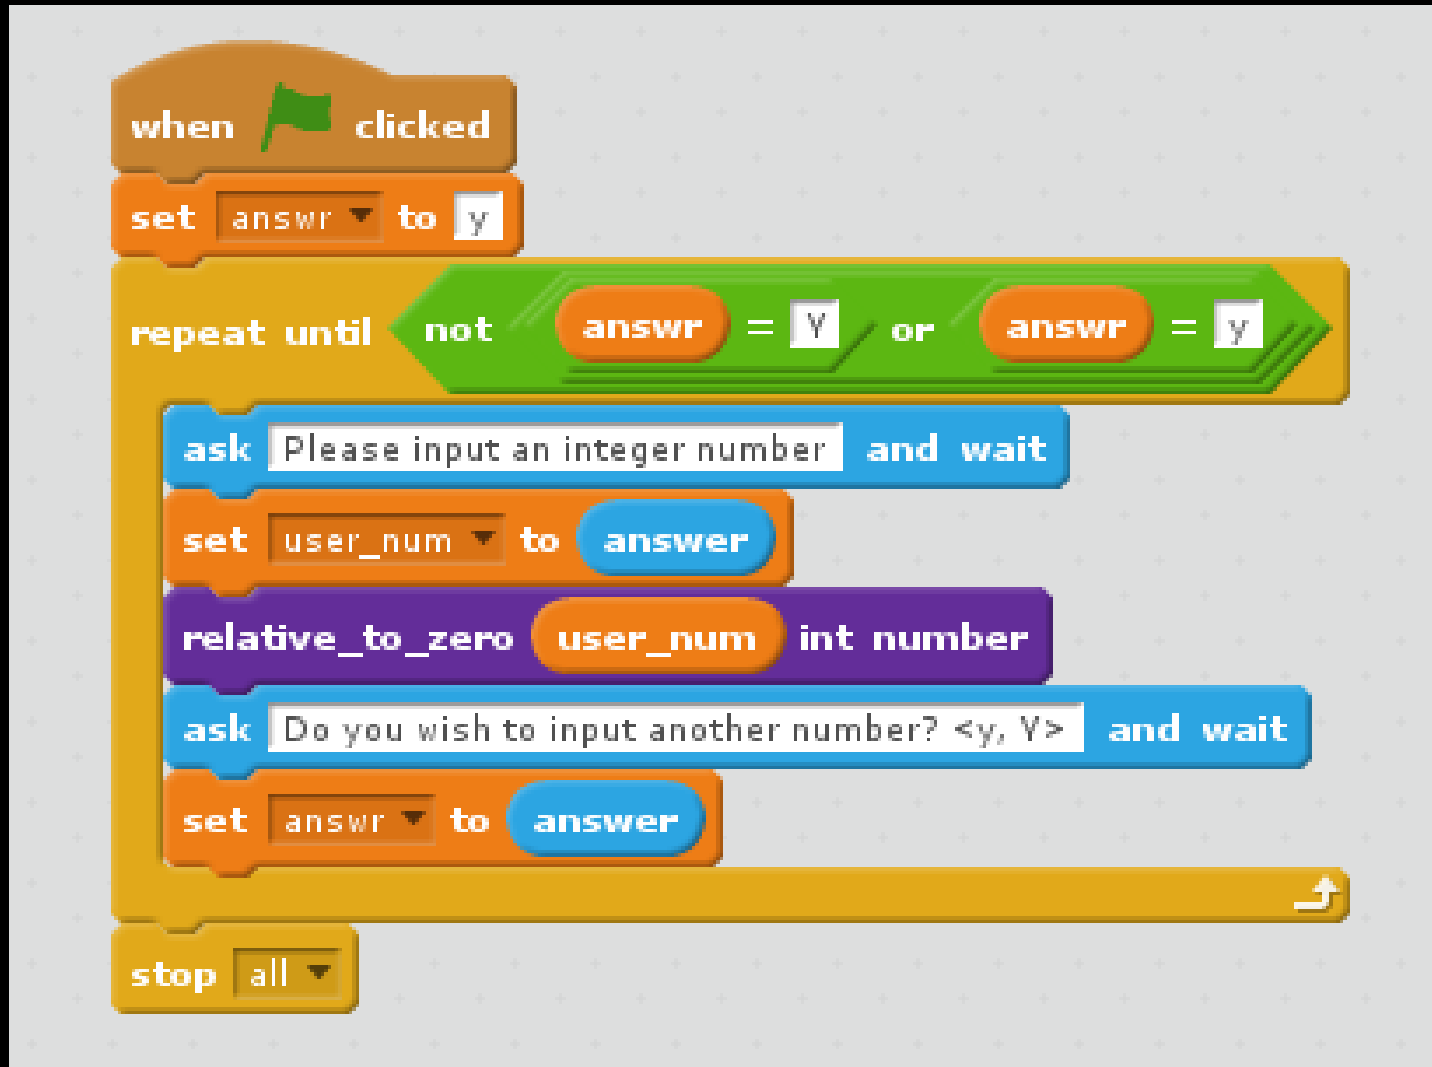 when clicked
set answr to y
repeat until not answr = Y or answr = y
ask Please input an integer number and wait
set user_num to answer
relative_to_zero user_num int number
ask Do you wish to input another number? <y, Y> and wait
set answr to answer
stop all